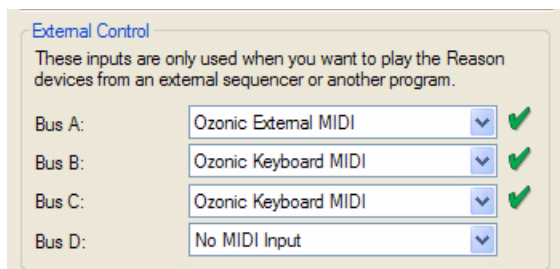 External Control
These inputs are only used when you want to play the Reason
devices from an external sequencer or another program.
Bus A: Ozonic External MIDI
Bus B: Ozonic Keyboard MIDI
Bus C: Ozonic Keyboard MIDI
Bus D: No MIDI Input